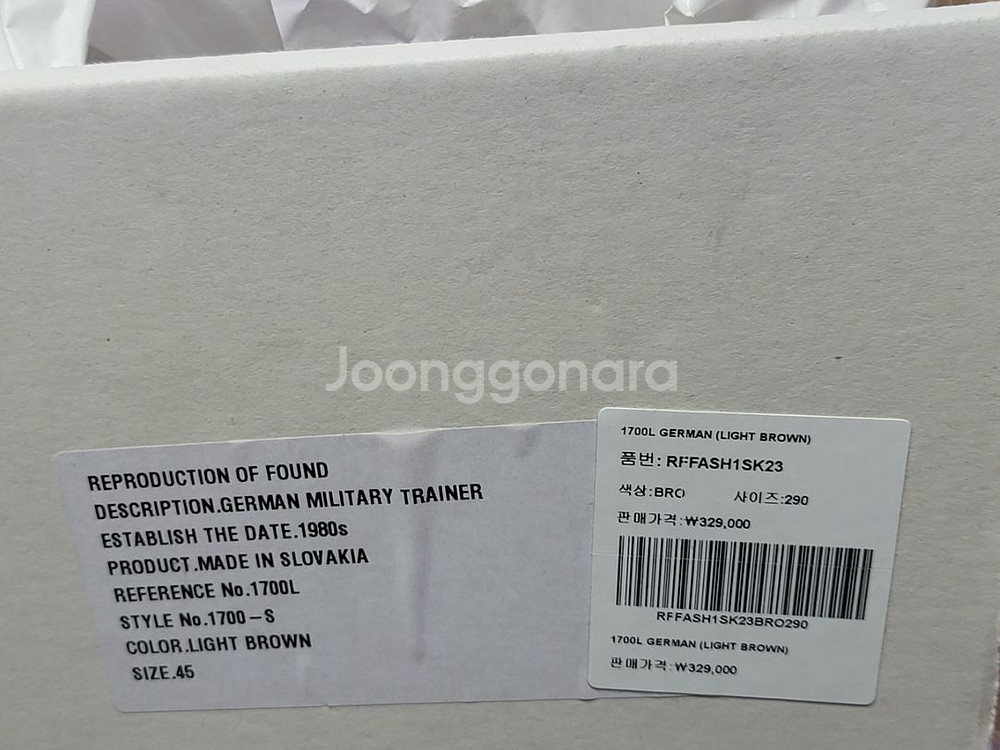 Joonggonara
REPRODUCTION OF FOUND
DESCRIPTION.GERMAN MILITARY TRAINER
ESTABLISH THE DATE.1980s
PRODUCT.MADE IN SLOVAKIA
REFERENCE No.1700L
STYLE No.1700-S
COLOR.LIGHT BROWN
SIZE.45
1700L GERMAN (LIGHT BROWN)
품번: RFFASH1SK23
색상:BRO 사이즈:290
판매가격:₩329,000
RFFASH1SK23BRO290
1700L GERMAN (LIGHT BROWN)
판매가격:₩329,000